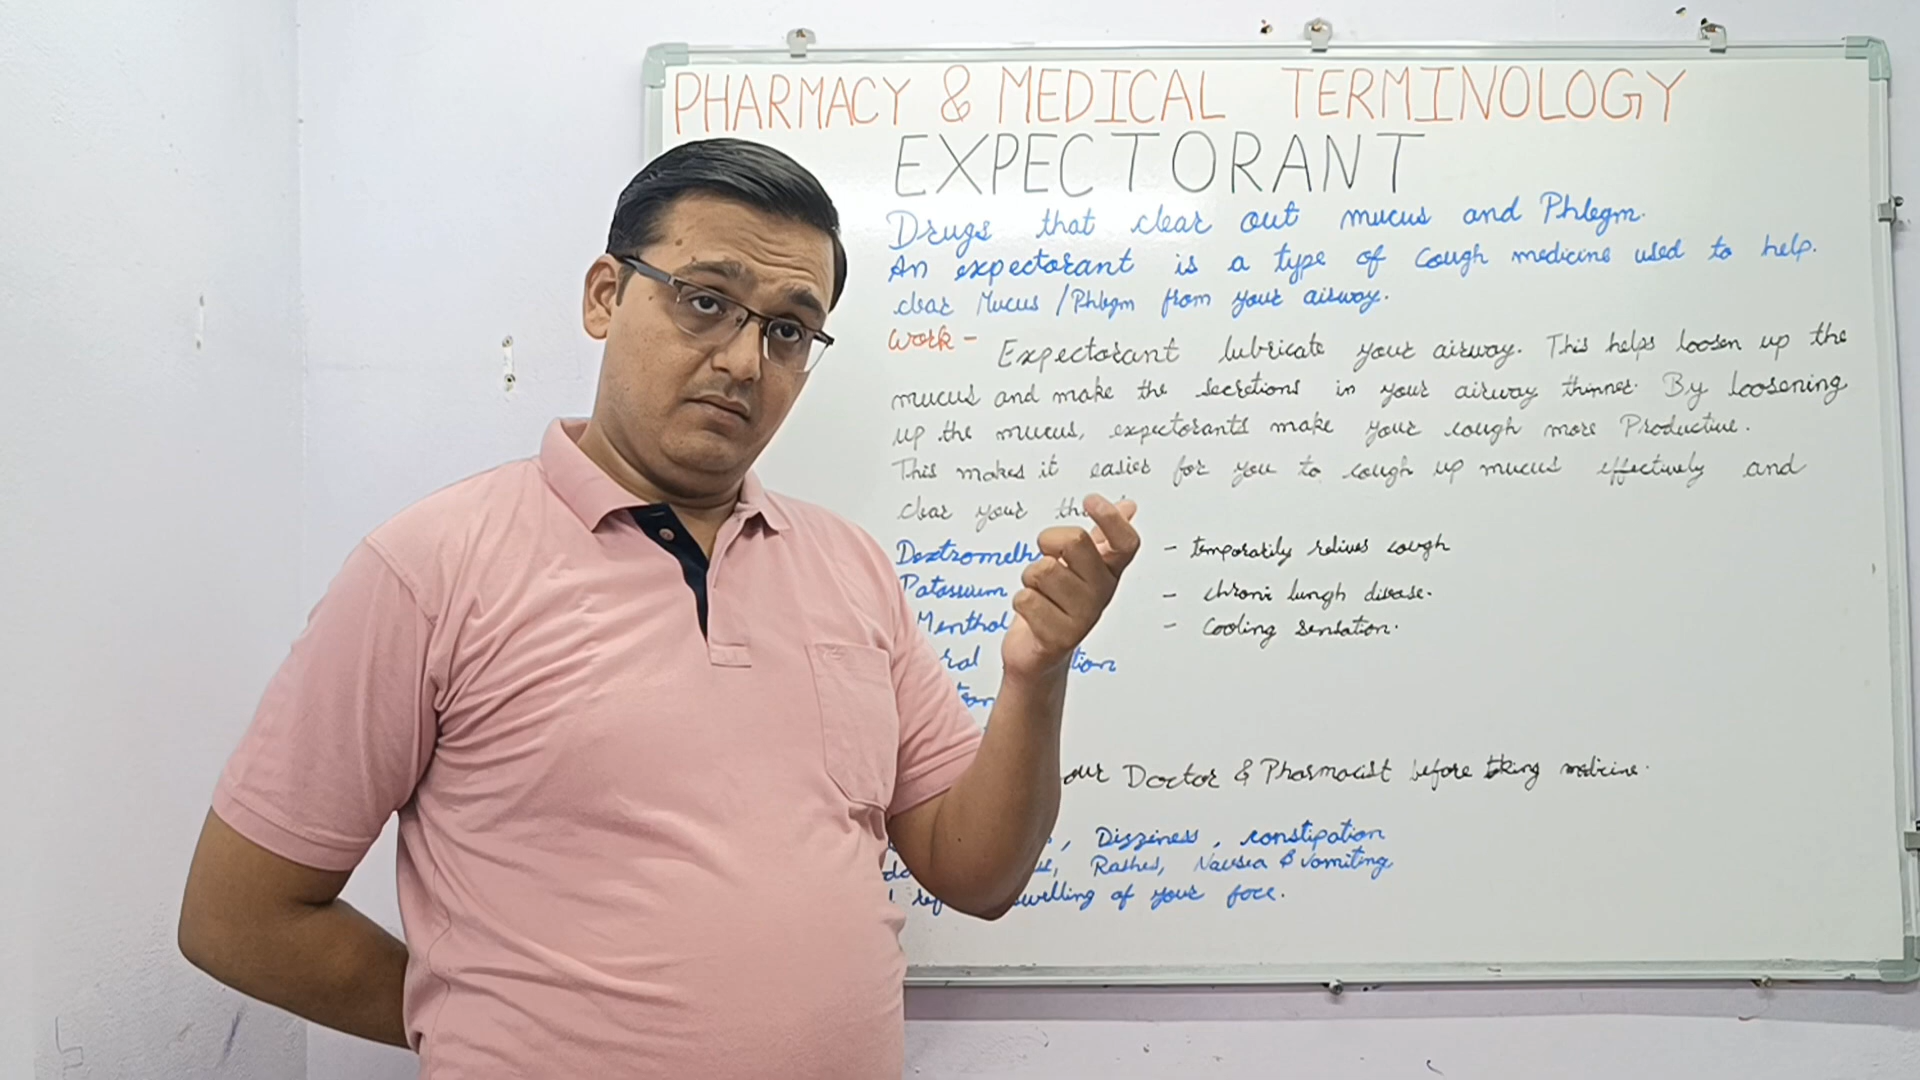 PHARMACY & MEDICAL TERMINOLOGY
EXPECTORANT
Drugs that clear out mucus and Phlegm.
An expectorant is a type of cough medicine used to help.
clear Mucus / Phlegm from your airway.
Work - Expectorant lubricate your airway. This helps loosen up the
mucus and make the secretions in your airway thinner. By loosening
up the mucus, expectorants make your cough more Productive.
This makes it easier for you to cough up mucus effectively and
clear your
- temporarily relives cough
Potassium - chroni lungh disease.
Menthol - cooling sensation.
Doctor & Pharmacist before taking medicine.
, Dizziness, constipation
Rashes, Nausea & vomiting
swelling of your face.